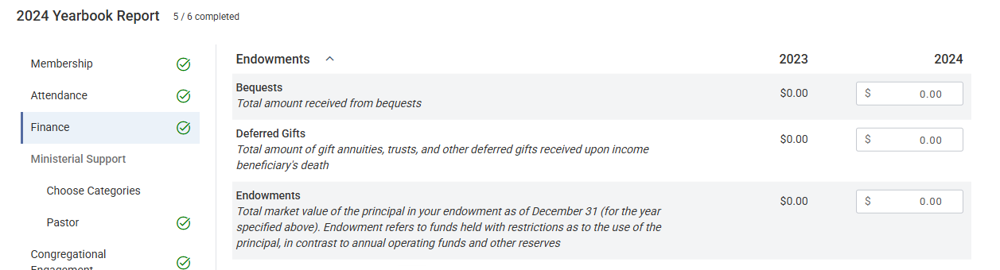 2024 Yearbook Report 5 / 6 completed
Membership
Attendance
Finance
Ministerial Support
Choose Categories
Pastor
Congregational
Engagement
Endowments 2023 2024
Bequests
Total amount received from bequests
$0.00 $ 0.00
Deferred Gifts
Total amount of gift annuities, trusts, and other deferred gifts received upon income
beneficiary's death
$0.00 $ 0.00
Endowments
Total market value of the principal in your endowment as of December 31 (for the year
specified above). Endowment refers to funds held with restrictions as to the use of the
principal, in contrast to annual operating funds and other reserves
$0.00 $ 0.00